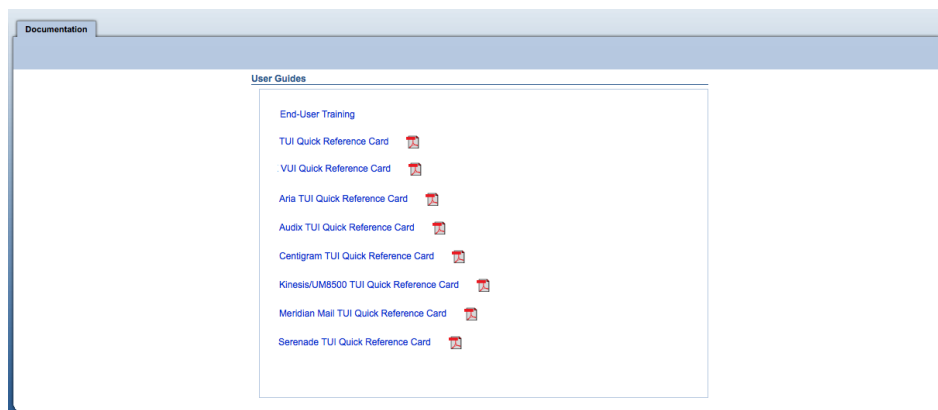 Documentation
User Guides
End-User Training
TUI Quick Reference Card
VUI Quick Reference Card
Aria TUI Quick Reference Card
Audix TUI Quick Reference Card
Centigram TUI Quick Reference Card
Kinesis/UM8500 TUI Quick Reference Card
Meridian Mail TUI Quick Reference Card
Serenade TUI Quick Reference Card